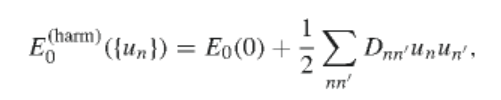 E_0^{(harm)}({u_n}) = E_0(0) + \frac{1}{2} \sum_{nn'} D_{nn'} u_n u_{n'},